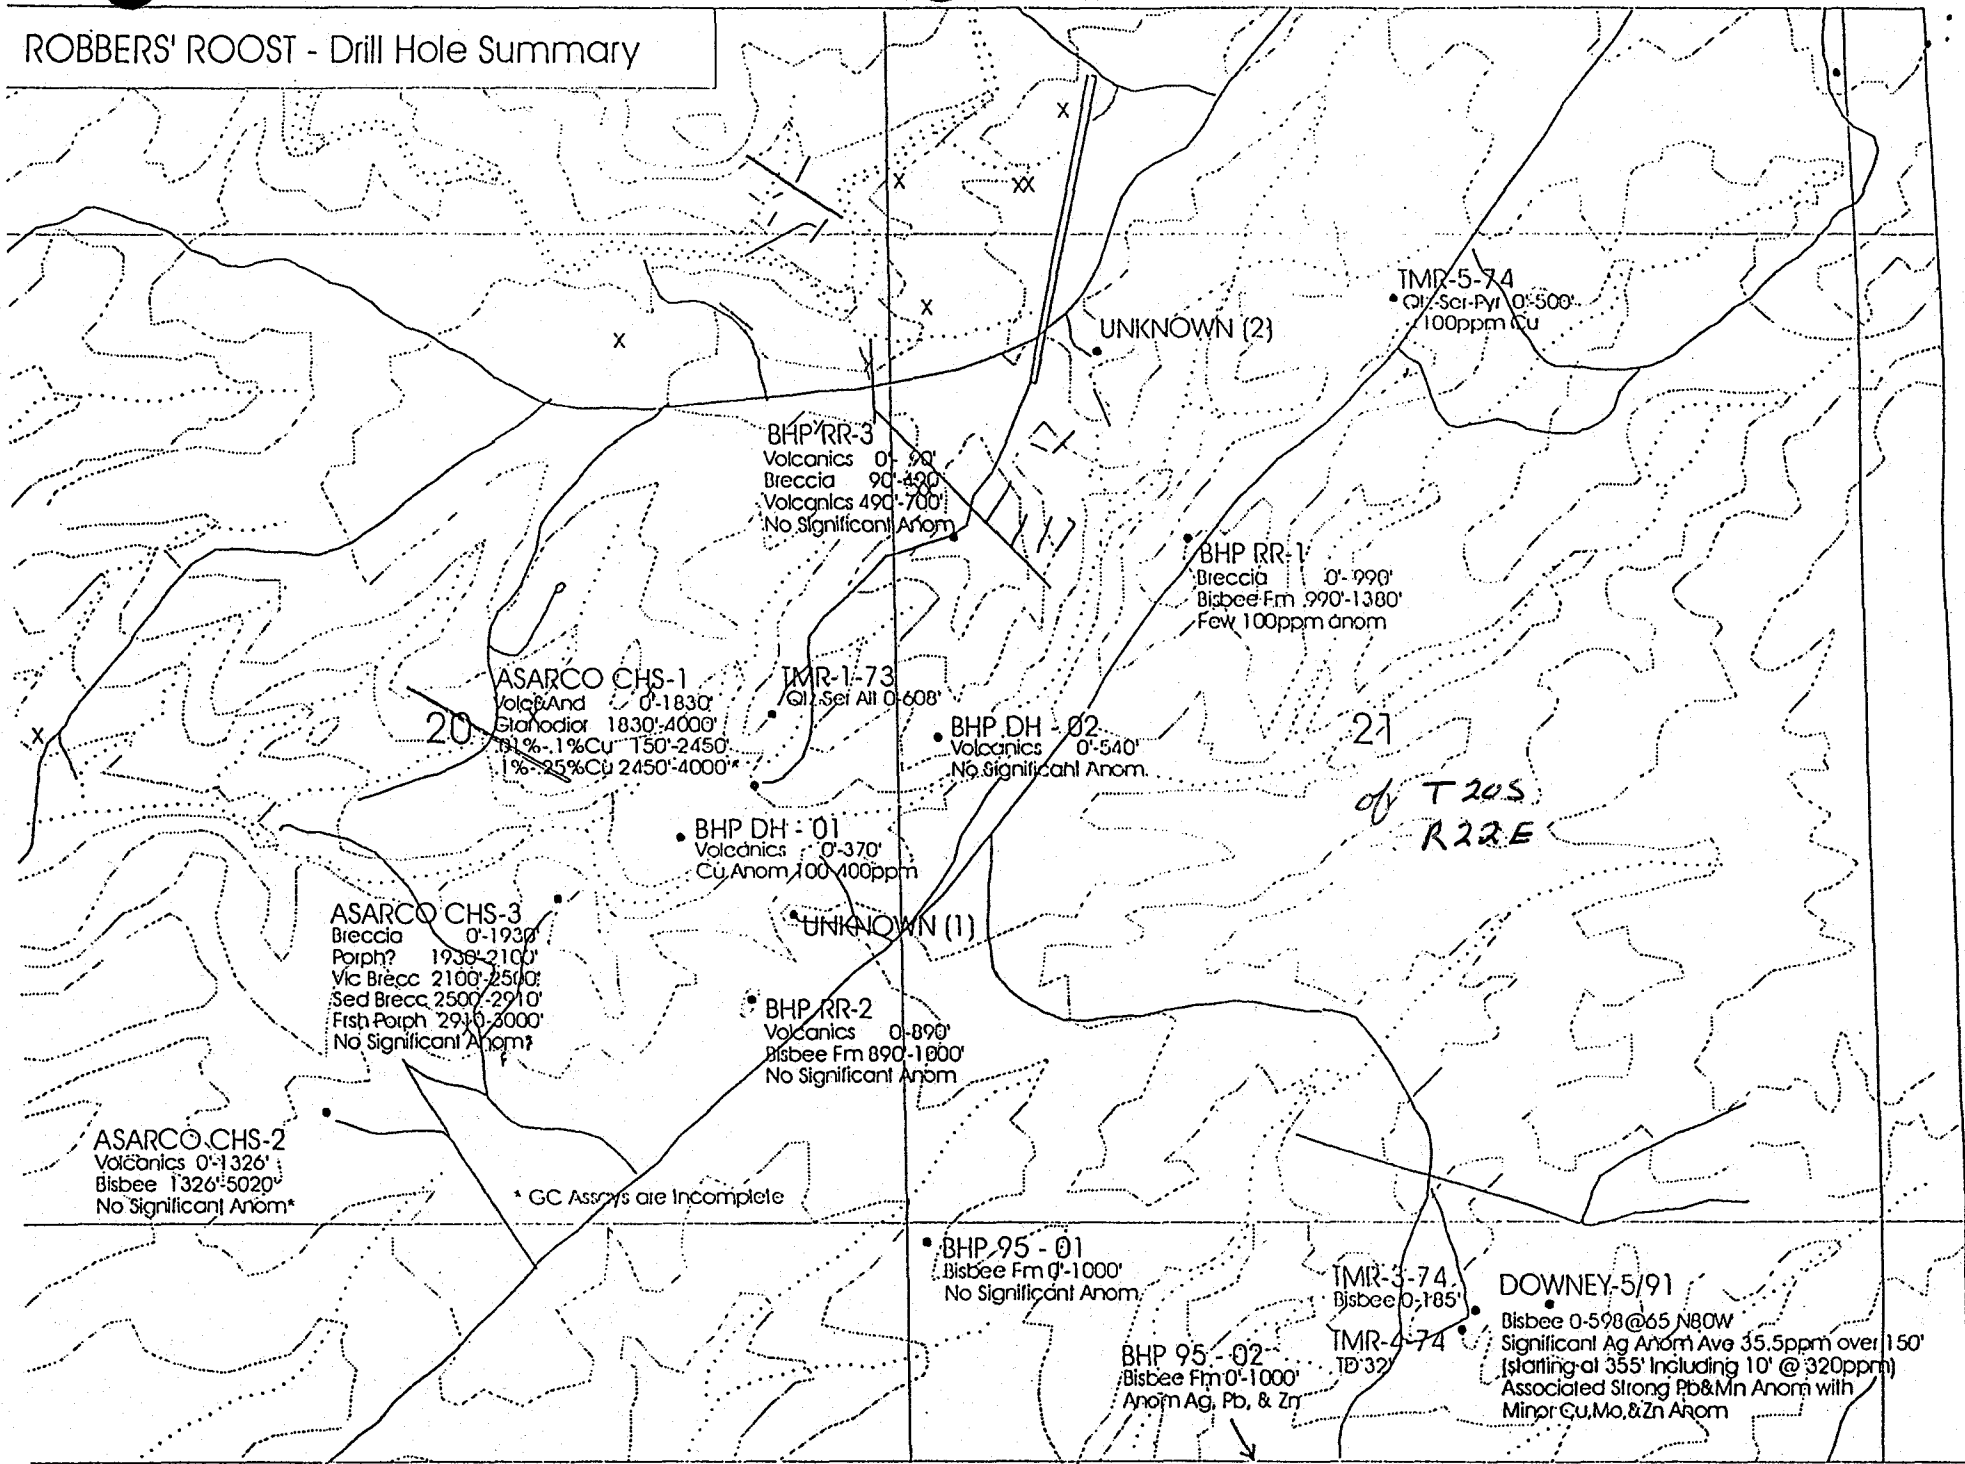 ROBBERS' ROOST - Drill Hole Summary
X
X
XX
X
X
TMR-5-74
Qtz-Ser-Pyr 0'-500'
100ppm Cu
UNKNOWN (2)
BHP RR-3
Volcanics 0'- 90'
Breccia 90'-490'
Volcanics 490'-700'
No Significant Anom
BHP RR-1
Breccia 0'- 990'
Bisbee Fm 990'-1380'
Few 100ppm anom
ASARCO CHS-1
Volc&And 0'-1830'
Granodior 1830'-4000'
.01%-.1%Cu 150'-2450'
.1%-.25%Cu 2450'-4000'*
TMR-1-73
Qtz Ser Alt 0-608'
X
20
BHP DH - 02
Volcanics 0'-540'
No Significant Anom.
21
of T 20S
R 22 E
BHP DH - 01
Volcanics 0'-370'
Cu Anom 100-400ppm
ASARCO CHS-3
Breccia 0'-1930'
Porph? 1930'-2100'
Vlc Brecc 2100'-2500'
Sed Brecc 2500'-2910'
Frsh Porph 2910-3000'
No Significant Anom*
UNKNOWN (1)
BHP RR-2
Volcanics 0-890'
Bisbee Fm 890'-1000'
No Significant Anom
ASARCO CHS-2
Volcanics 0'-1326'
Bisbee 1326'-5020'
No Significant Anom*
* GC Assays are Incomplete
BHP 95 - 01
Bisbee Fm 0'-1000'
No Significant Anom.
TMR-3-74
Bisbee 0-185'
TMR-4-74
TD 32'
DOWNEY-5/91
Bisbee 0-598@65 N80W
Significant Ag Anom Ave 35.5ppm over 150'
(starting at 355' Including 10' @ 320ppm)
Associated Strong Pb&Mn Anom with
Minor Cu,Mo,&Zn Anom
BHP 95 - 02
Bisbee Fm 0'-1000'
Anom Ag, Pb, & Zn